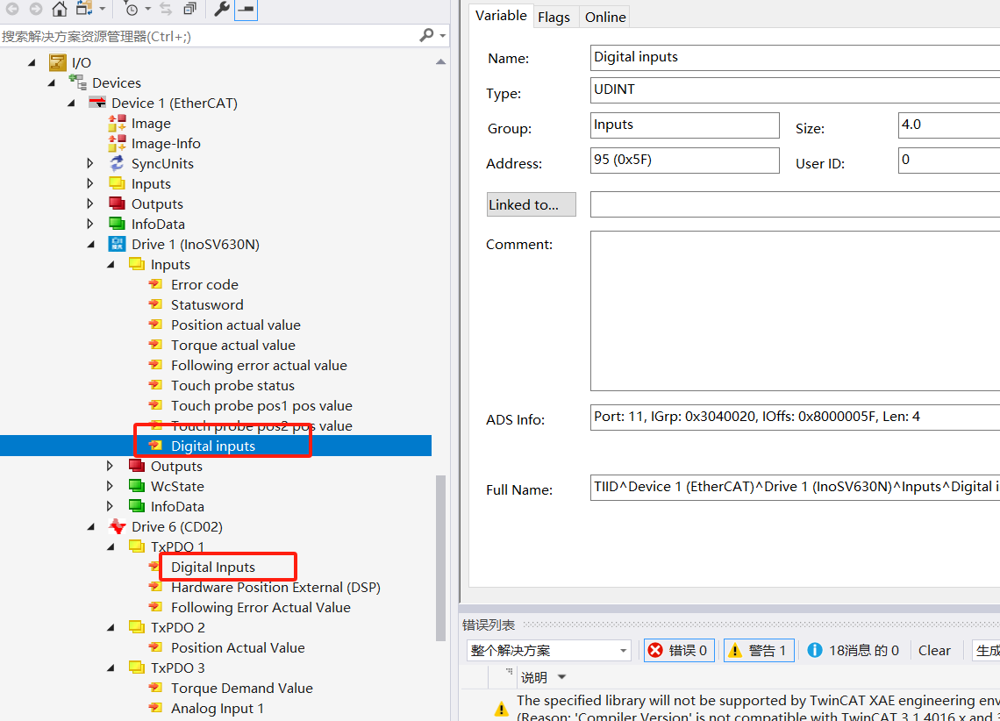 搜索解决方案资源管理器(Ctrl+;)
I/O
Devices
Device 1 (EtherCAT)
Image
Image-Info
SyncUnits
Inputs
Outputs
InfoData
Drive 1 (InoSV630N)
Inputs
Error code
Statusword
Position actual value
Torque actual value
Following error actual value
Touch probe status
Touch probe pos1 pos value
Touch probe pos2 pos value
Digital inputs
Outputs
WcState
InfoData
Drive 6 (CD02)
TxPDO 1
Digital Inputs
Hardware Position External (DSP)
Following Error Actual Value
TxPDO 2
Position Actual Value
TxPDO 3
Torque Demand Value
Analog Input 1
Variable Flags Online
Name: Digital inputs
Type: UDINT
Group: Inputs Size: 4.0
Address: 95 (0x5F) User ID: 0
Linked to...
Comment:
ADS Info: Port: 11, IGrp: 0x3040020, IOffs: 0x8000005F, Len: 4
Full Name: TIID^Device 1 (EtherCAT)^Drive 1 (InoSV630N)^Inputs^Digital i
错误列表
整个解决方案 错误 0 警告 1 18消息 的 0 Clear 生成
说明
The specified library will not be supported by TwinCAT XAE engineering env
(Reason: 'Compiler Version' is not compatible with TwinCAT 3.1.4016.x and